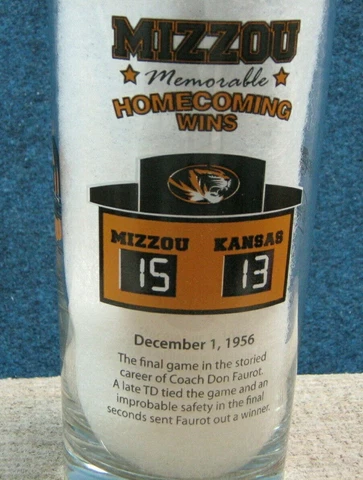 MIZZOU
Memorable
HOMECOMING
WINS
MIZZOU KANSAS
15 13
December 1, 1956
The final game in the storied
career of Coach Don Faurot.
A late TD tied the game and an
improbable safety in the final
seconds sent Faurot out a winner.